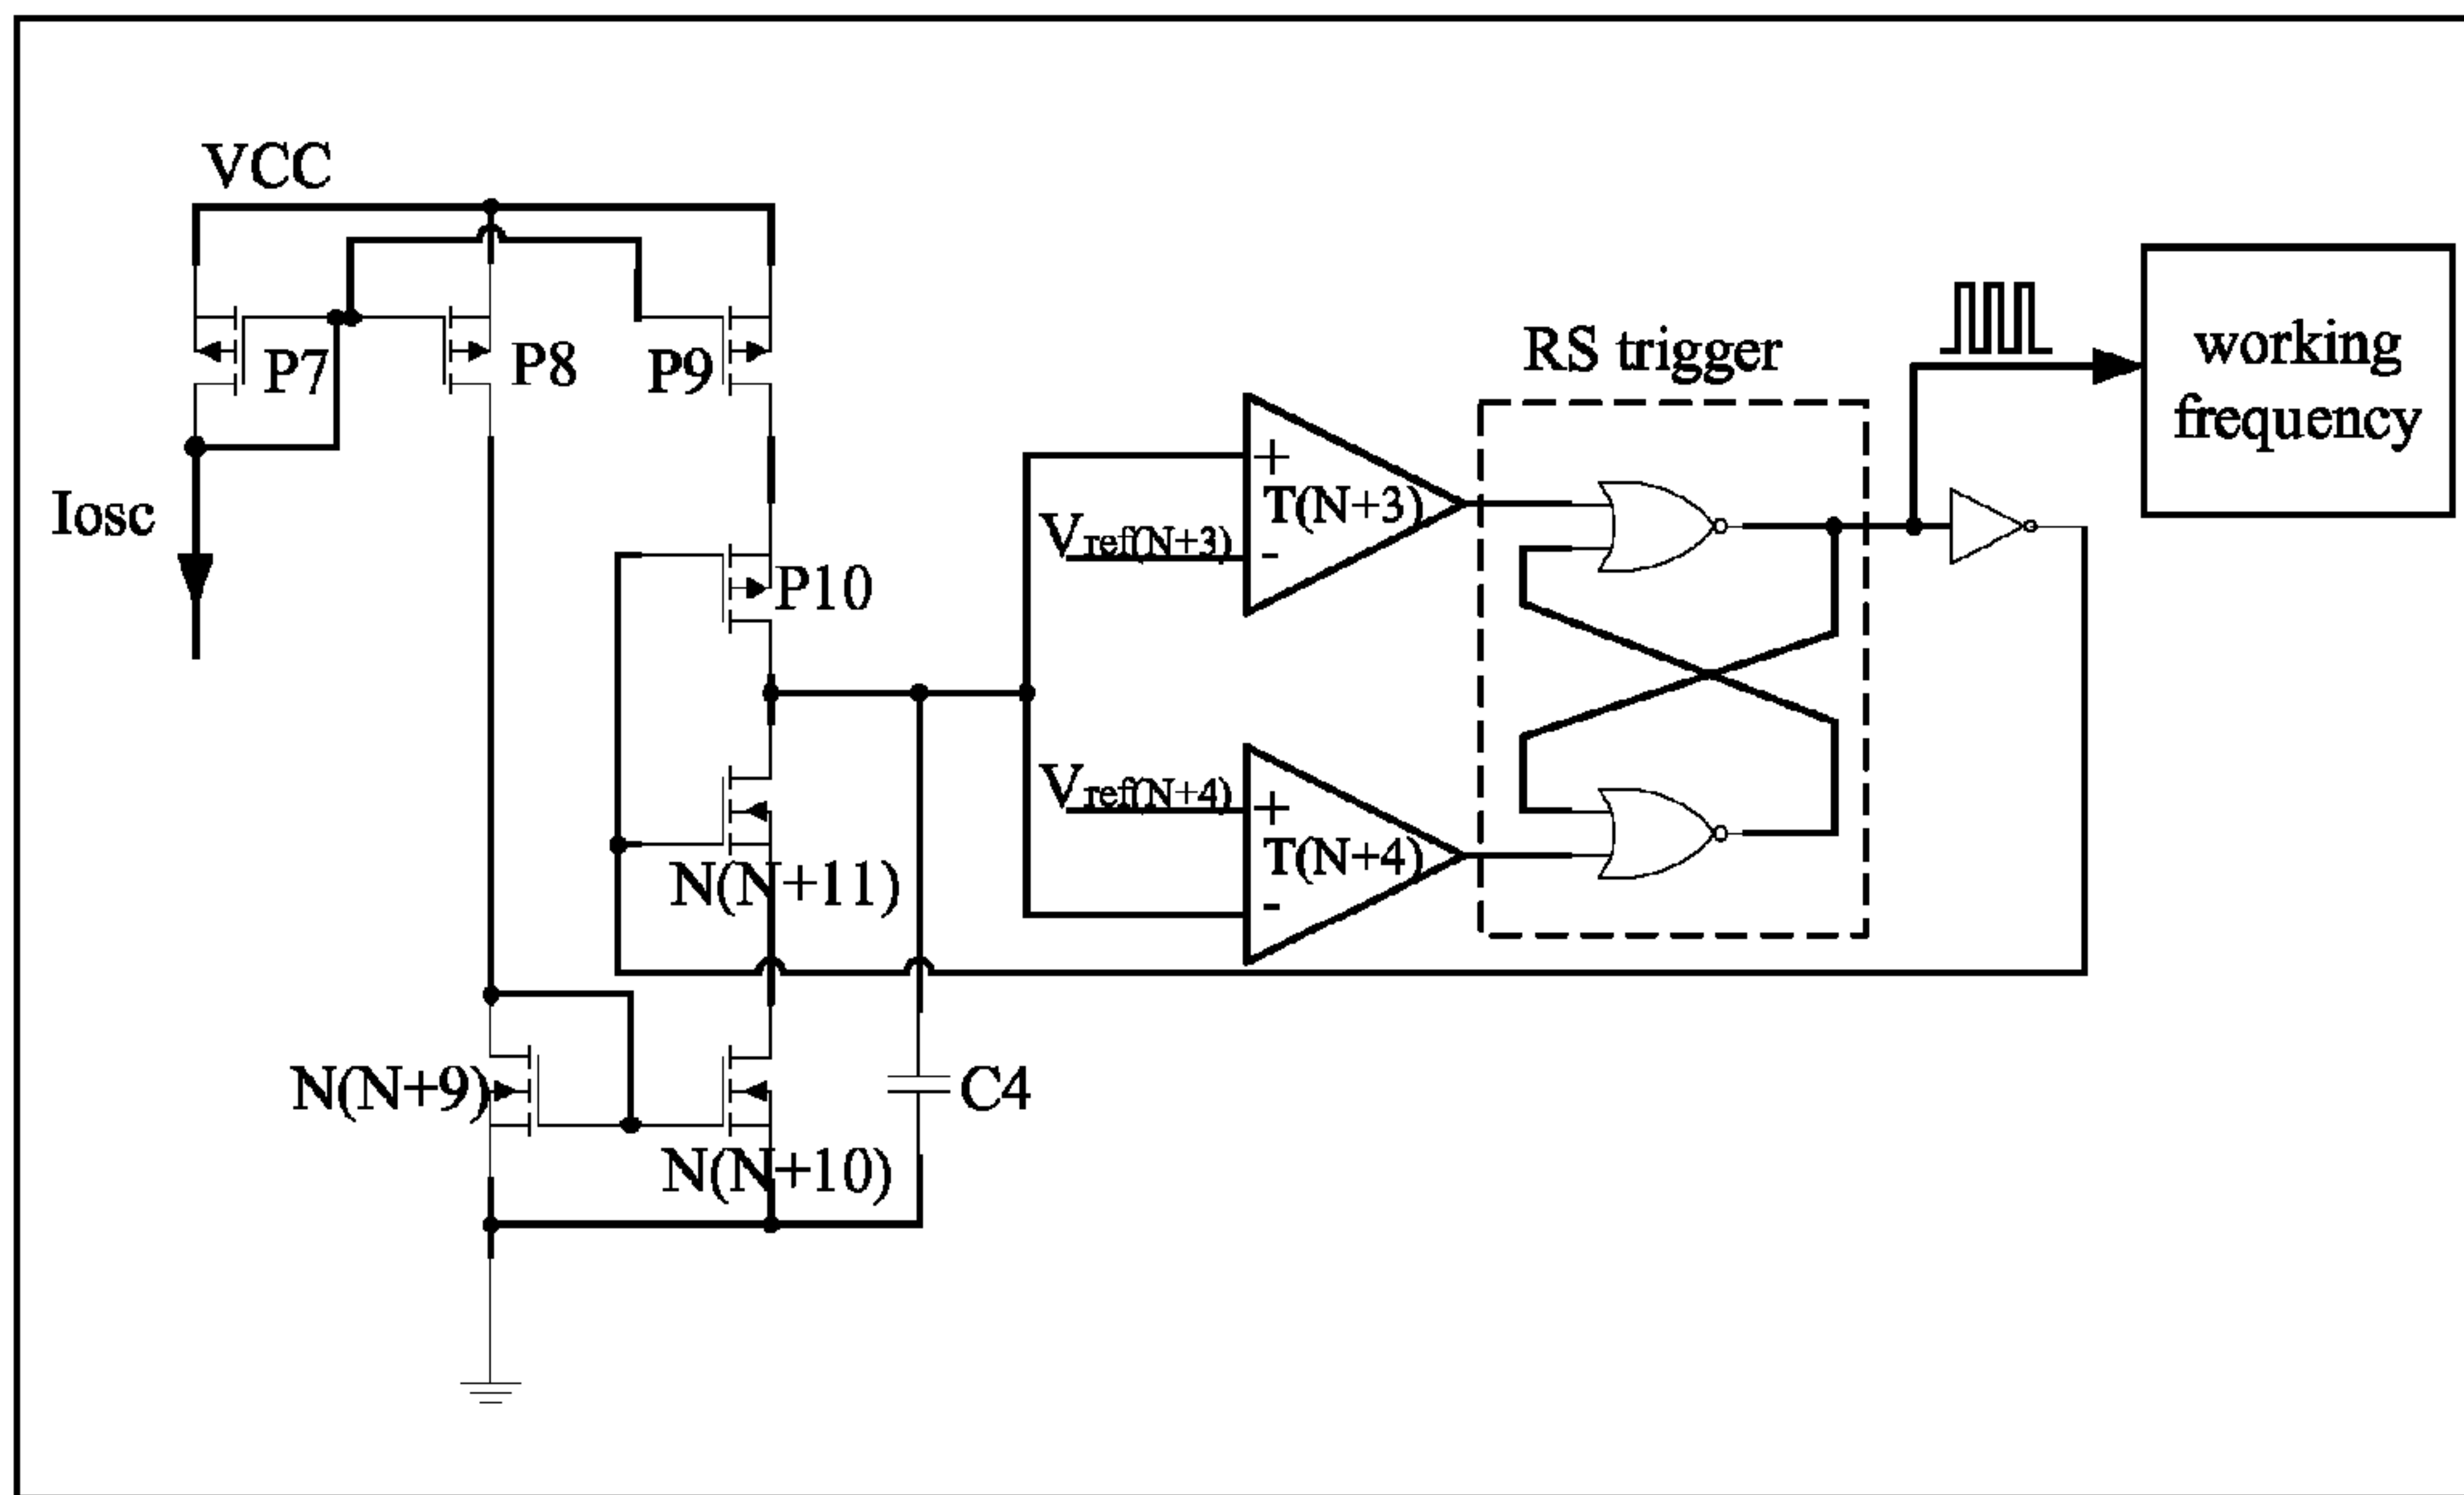 VCC
P7
P8
P9
Iosc
P10
N(N+11)
N(N+9)
N(N+10)
C4
+
Vref(N+3)
T(N+3)
-
Vref(N+4)
+
T(N+4)
-
RS trigger
working
frequency